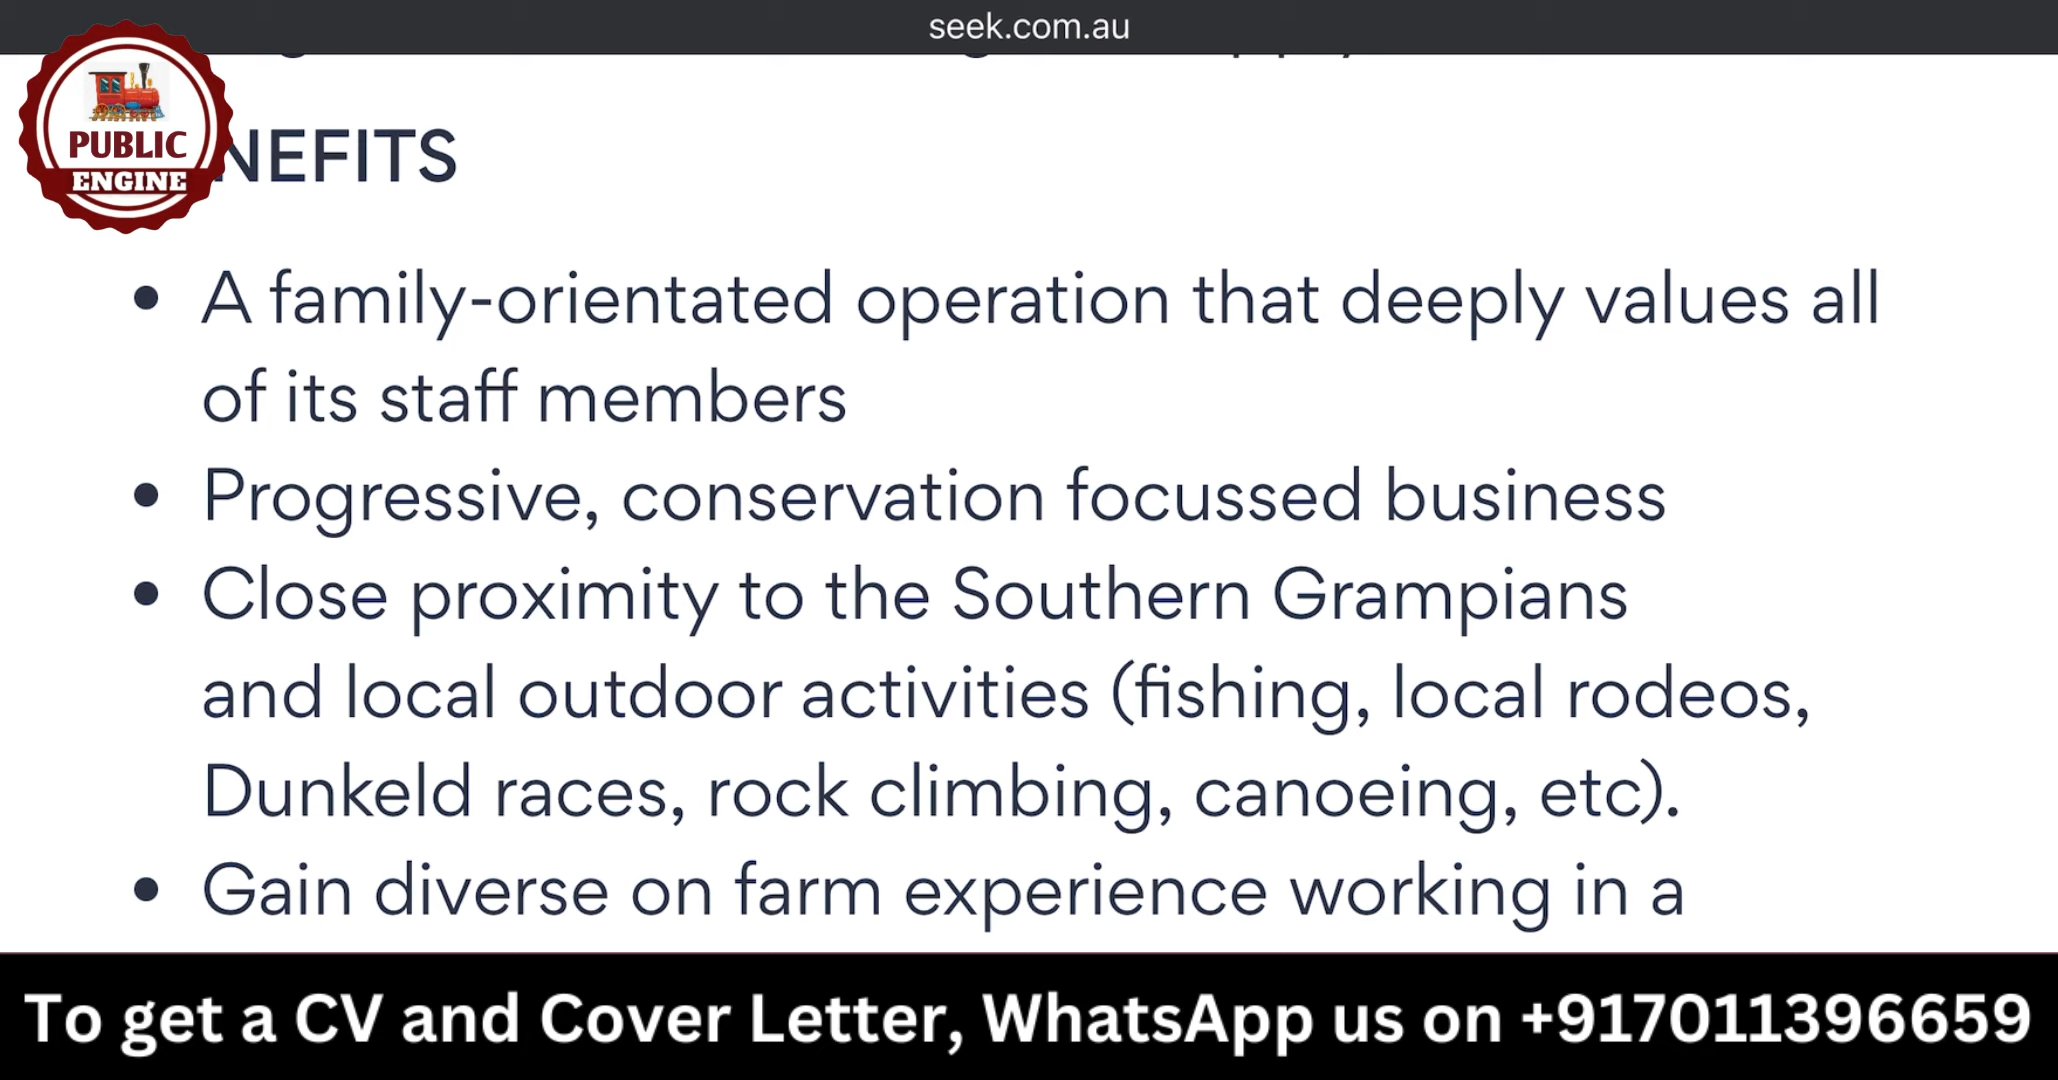 seek.com.au
PUBLIC
ENGINE
NEFITS
• A family-orientated operation that deeply values all
of its staff members
• Progressive, conservation focussed business
• Close proximity to the Southern Grampians
and local outdoor activities (fishing, local rodeos,
Dunkeld races, rock climbing, canoeing, etc).
• Gain diverse on farm experience working in a
To get a CV and Cover Letter, WhatsApp us on +917011396659